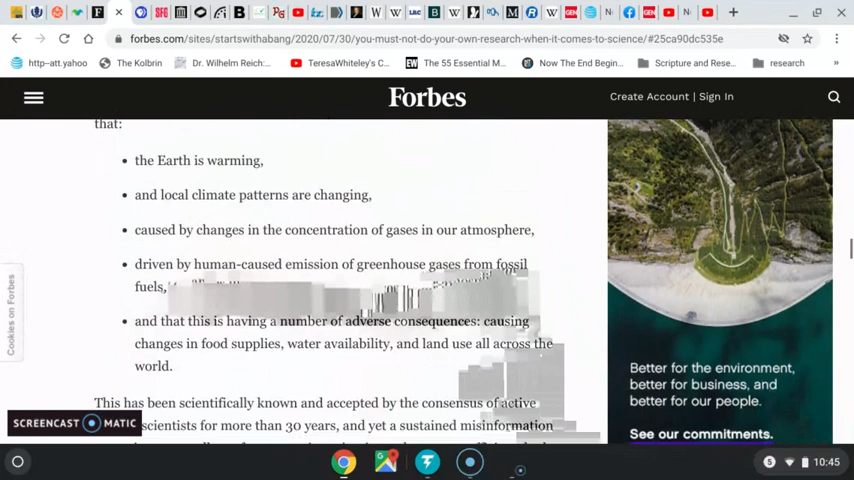 forbes.com/sites/startswithabang/2020/07/30/you-must-not-do-your-own-research-when-it-comes-to-science/#25ca90dc535e
http--att.yahoo The Kolbrin Dr. Wilhelm Reich:... TeresaWhiteley's C... The 55 Essential M... Now The End Begin... Scripture and Rese... research »
Forbes
Create Account | Sign In
that:
• the Earth is warming,
• and local climate patterns are changing,
• caused by changes in the concentration of gases in our atmosphere,
• driven by human-caused emission of greenhouse gases from fossil
fuels,
• and that this is having a number of adverse consequences: causing
changes in food supplies, water availability, and land use all across the
world.
This has been scientifically known and accepted by the consensus of active
scientists for more than 30 years, and yet a sustained misinformation
Cookies on Forbes
Better for the environment,
better for business, and
better for our people.
See our commitments.
SCREENCAST MATIC
10:45